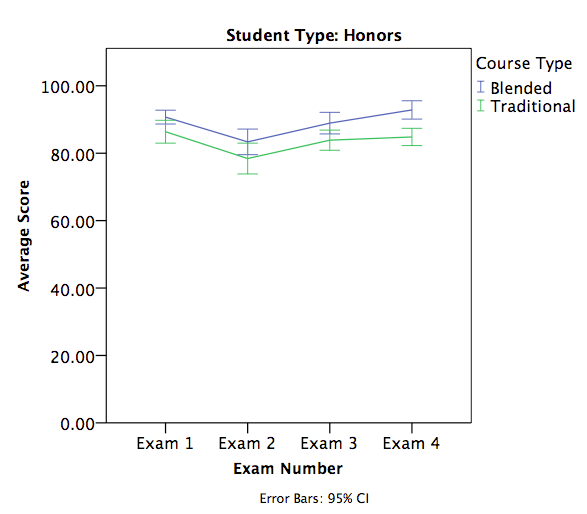 Student Type: Honors
Course Type
Blended
Traditional
100.00
80.00
60.00
40.00
20.00
0.00
Average Score
Exam 1 Exam 2 Exam 3 Exam 4
Exam Number
Error Bars: 95% CI